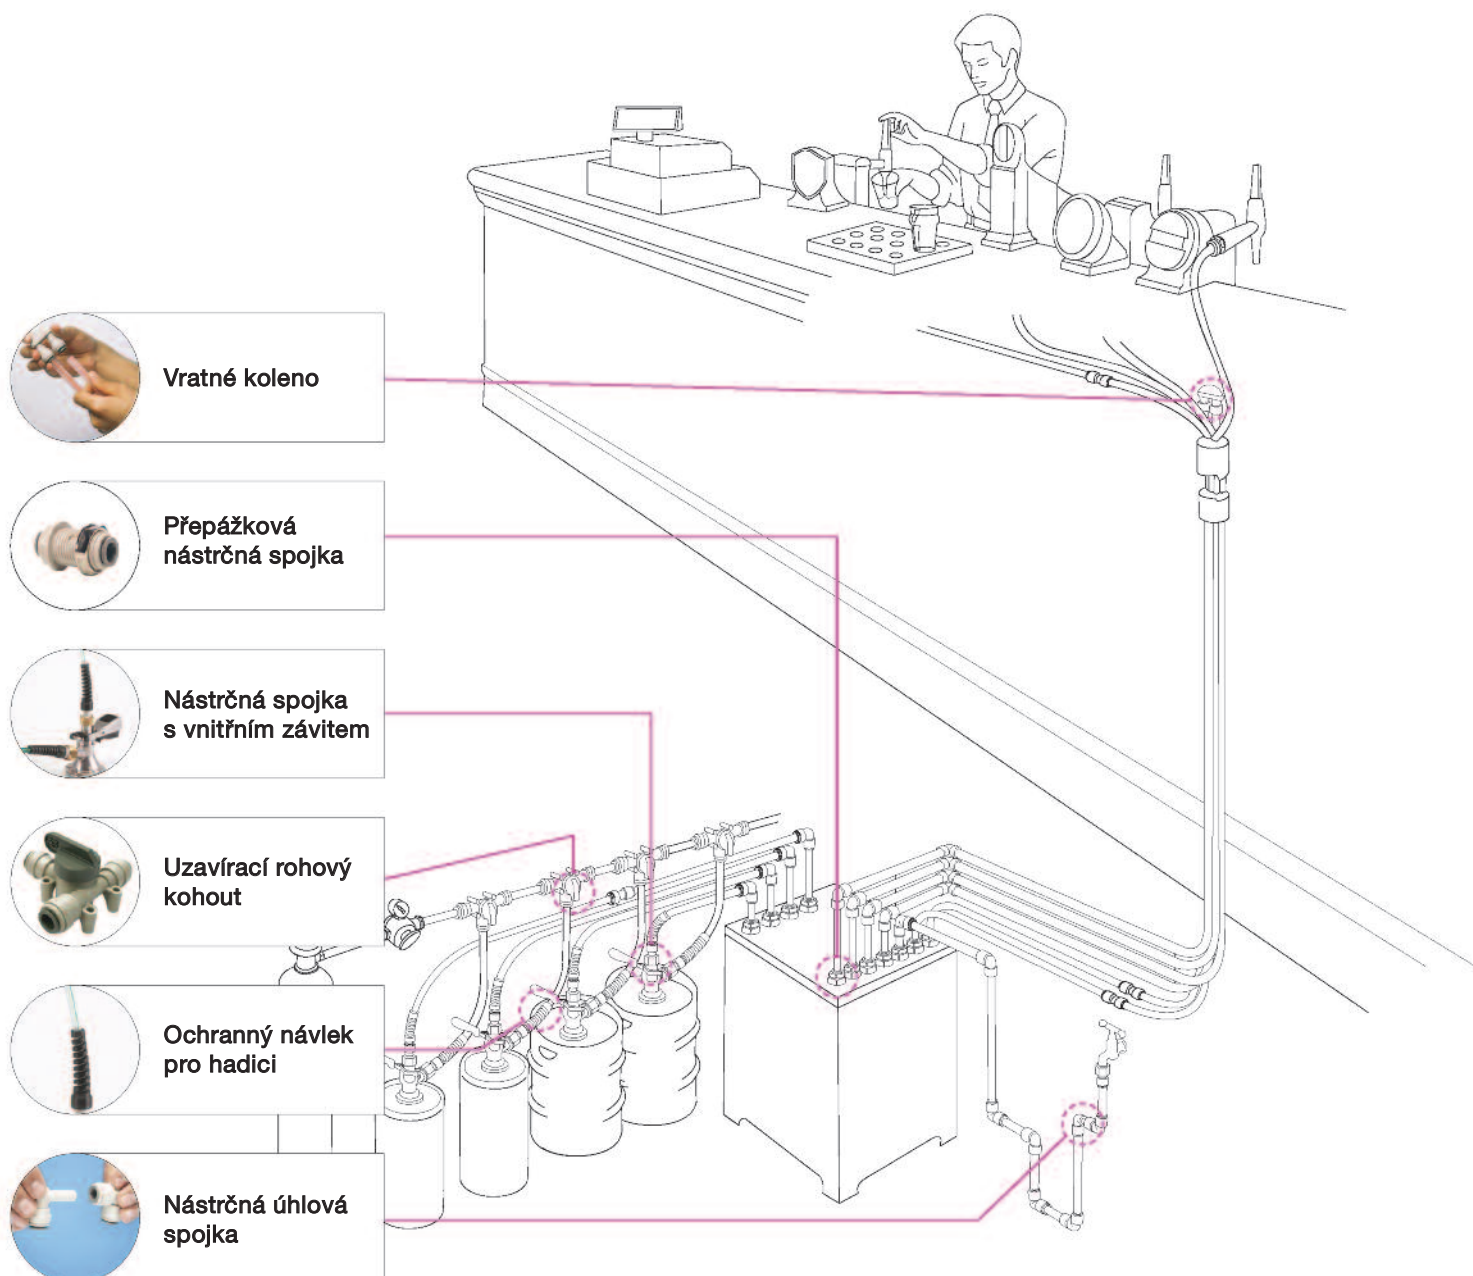 Vratné koleno
Přepážková
nástrčná spojka
Nástrčná spojka
s vnitřním závitem
Uzavírací rohový
kohout
Ochranný návlek
pro hadici
Nástrčná úhlová
spojka